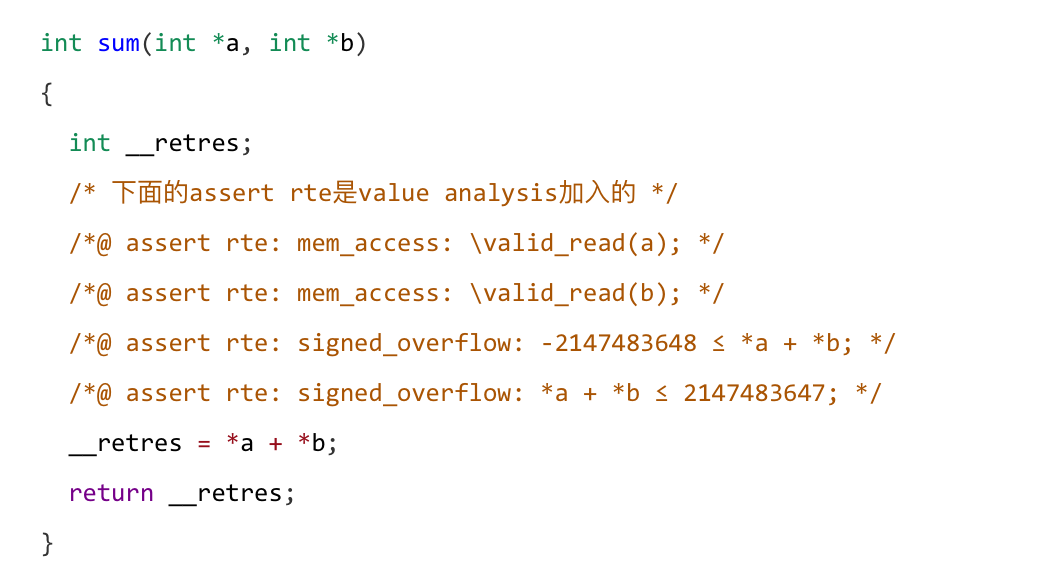 int sum(int *a, int *b)
{
  int __retres;
  /* 下面的assert rte是value analysis加入的 */
  /*@ assert rte: mem_access: \valid_read(a); */
  /*@ assert rte: mem_access: \valid_read(b); */
  /*@ assert rte: signed_overflow: -2147483648 ≤ *a + *b; */
  /*@ assert rte: signed_overflow: *a + *b ≤ 2147483647; */
  __retres = *a + *b;
  return __retres;
}